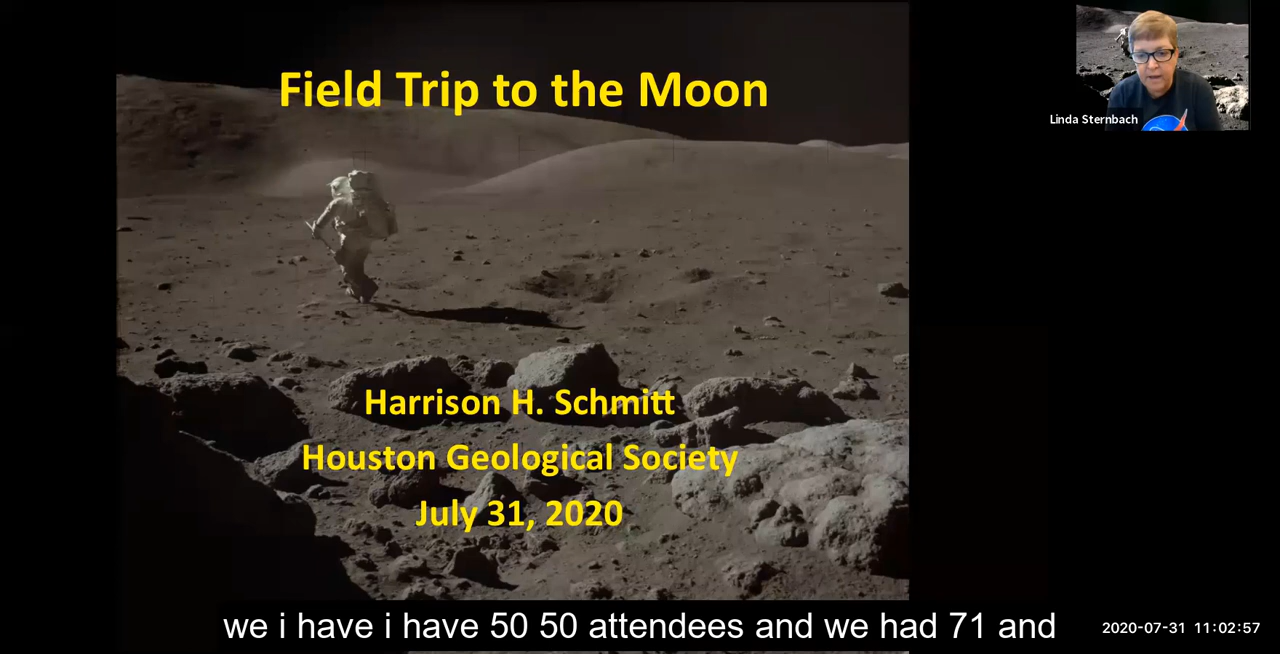 Field Trip to the Moon
Linda Sternbach
Harrison H. Schmitt
Houston Geological Society
July 31, 2020
we i have i have 50 50 attendees and we had 71 and
2020-07-31 11:02:57